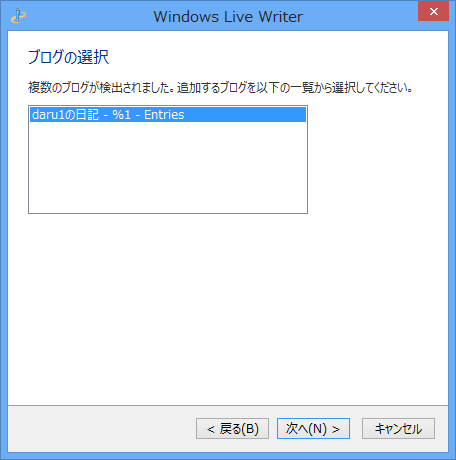 Windows Live Writer
ブログの選択
複数のブログが検出されました。追加するブログを以下の一覧から選択してください。
daru1の日記 - %1 - Entries
< 戻る(B)
次へ(N) >
キャンセル